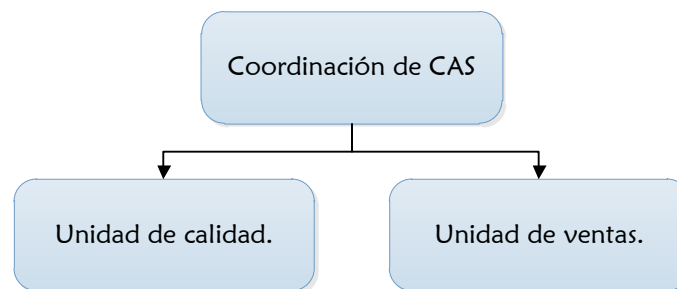 Coordinación de CAS
Unidad de calidad.
Unidad de ventas.